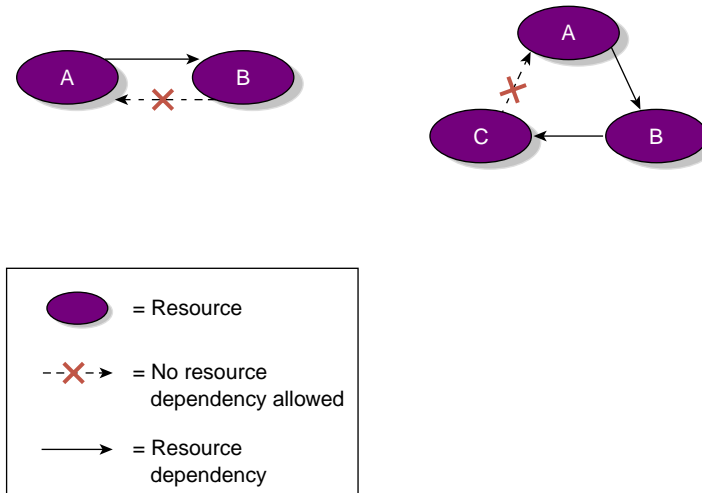 A
B
A
C
B
= Resource
= No resource
dependency allowed
= Resource
dependency